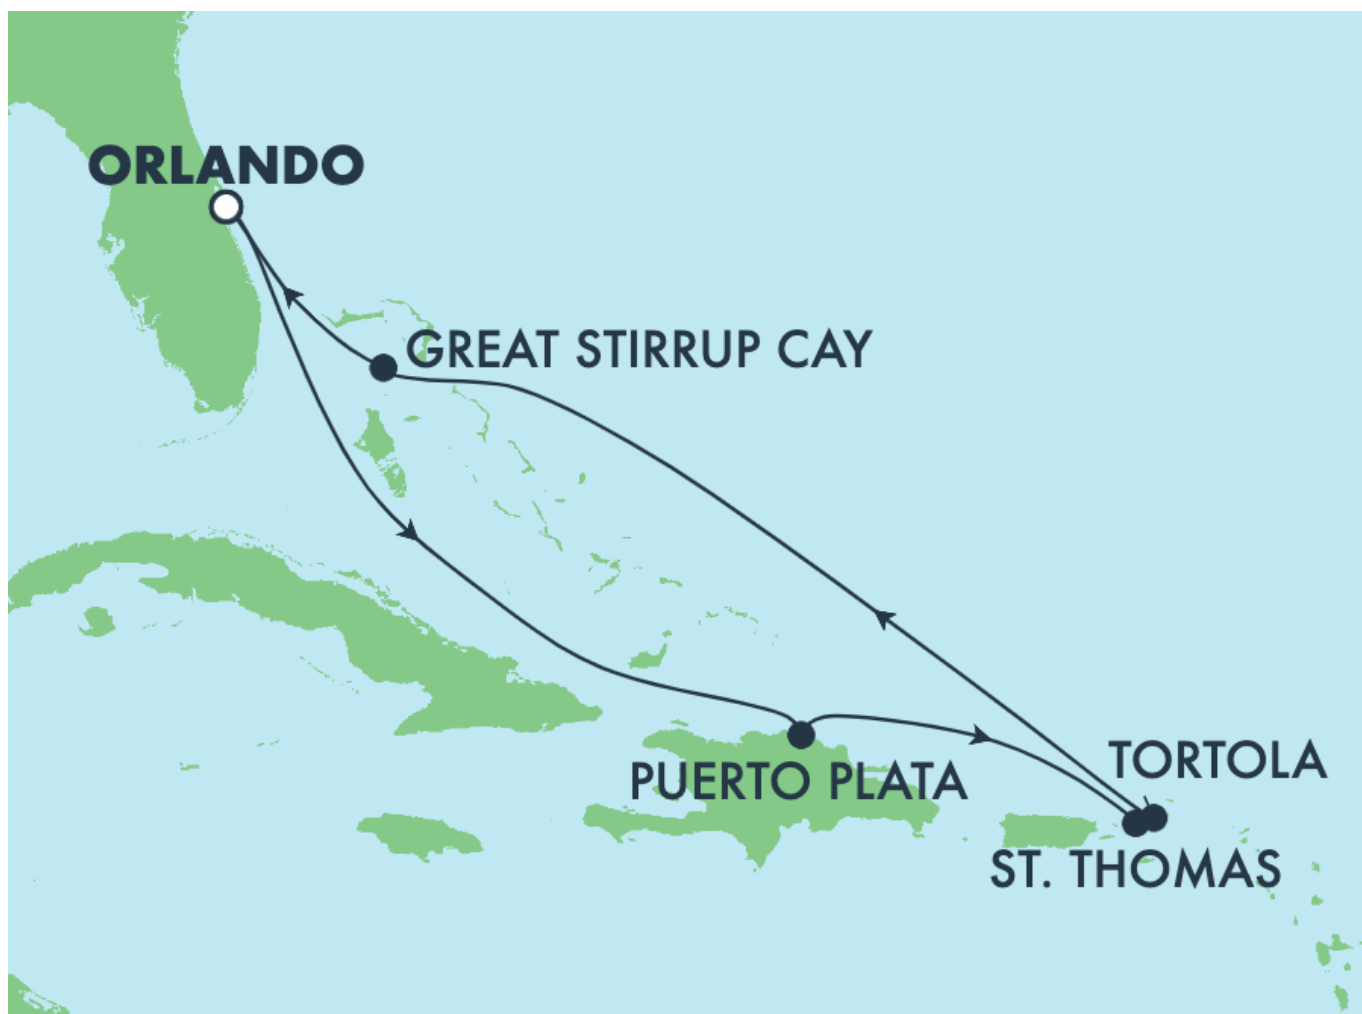 ORLANDO
GREAT STIRRUP CAY
TORTOLA
PUERTO PLATA
ST. THOMAS